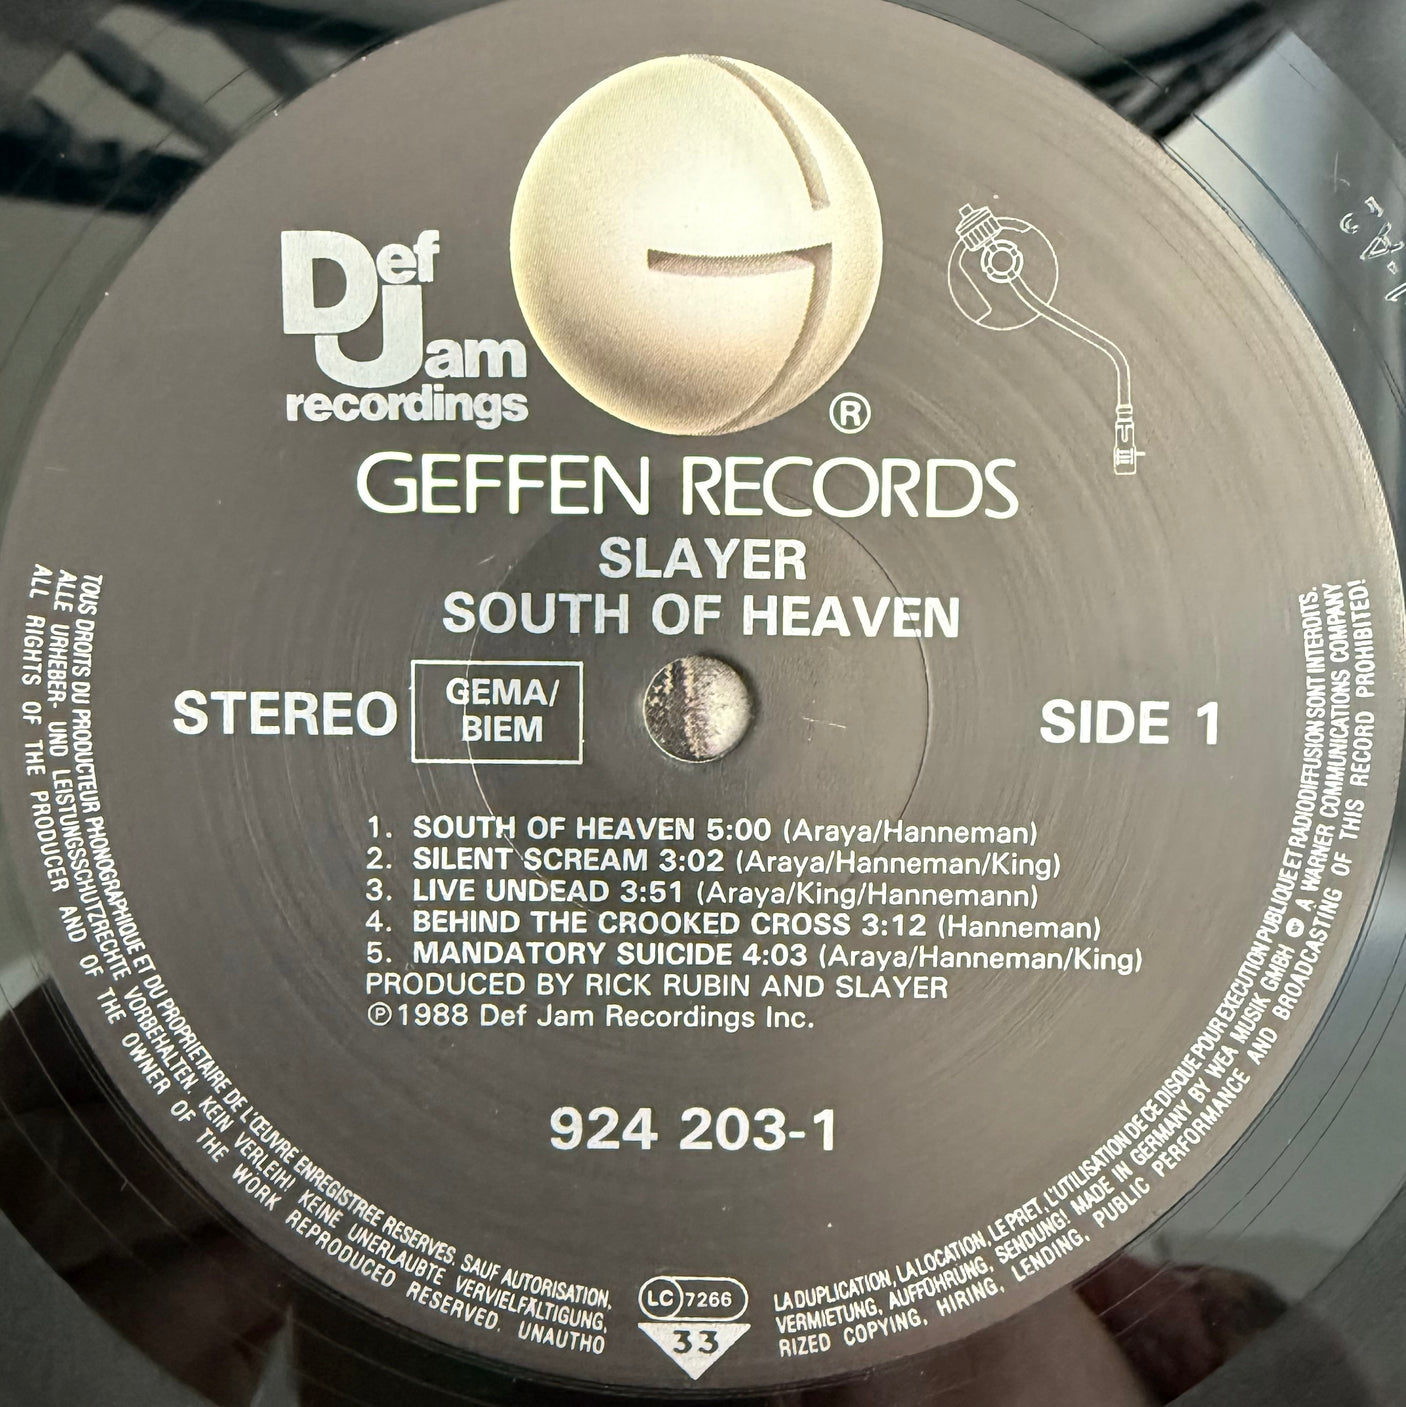 Def
Jam
recordings
®
GEFFEN RECORDS
SLAYER
SOUTH OF HEAVEN
STEREO
GEMA/
BIEM
SIDE 1
1. SOUTH OF HEAVEN 5:00 (Araya/Hanneman)
2. SILENT SCREAM 3:02 (Araya/Hanneman/King)
3. LIVE UNDEAD 3:51 (Araya/King/Hannemann)
4. BEHIND THE CROOKED CROSS 3:12 (Hanneman)
5. MANDATORY SUICIDE 4:03 (Araya/Hanneman/King)
PRODUCED BY RICK RUBIN AND SLAYER
℗1988 Def Jam Recordings Inc.
924 203-1
TOUS DROITS DU PRODUCTEUR PHONOGRAPHIQUE ET DU PROPRIETAIRE DE L'ŒUVRE ENREGISTREE RESERVES. SAUF AUTORISATION, LA DUPLICATION, LA LOCATION, LE PRET, L'UTILISATION DE CE DISQUE POUR EXECUTION PUBLIQUE ET RADIODIFFUSION SONT INTERDITS.
ALLE URHEBER- UND LEISTUNGSSCHUTZRECHTE VORBEHALTEN. KEIN VERLEIH! KEINE UNERLAUBTE VERVIELFÄLTIGUNG, VERMIETUNG, AUFFÜHRUNG, SENDUNG! MADE IN GERMANY BY WEA MUSIK GMBH A WARNER COMMUNICATIONS COMPANY
ALL RIGHTS OF THE PRODUCER AND OF THE OWNER OF THE WORK REPRODUCED RESERVED. UNAUTHORIZED COPYING, HIRING, LENDING, PUBLIC PERFORMANCE AND BROADCASTING OF THIS RECORD PROHIBITED!
LC 7266
33